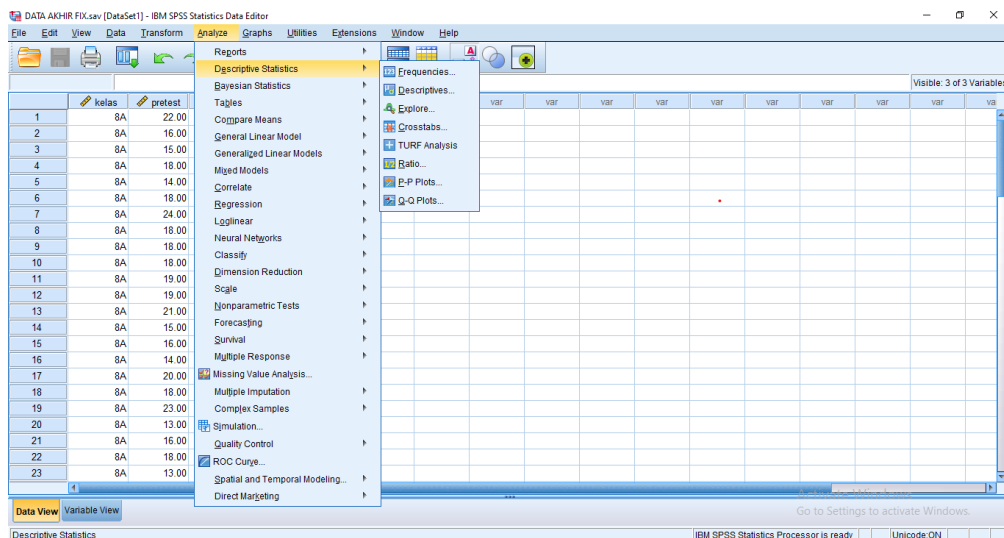 DATA AKHIR FIX.sav [DataSet1] - IBM SPSS Statistics Data Editor
File Edit View Data Transform Analyze Graphs Utilities Extensions Window Help
Visible: 3 of 3 Variables
kelas pretest var var var var var var var var var va
1 8A 22.00
2 8A 16.00
3 8A 15.00
4 8A 18.00
5 8A 14.00
6 8A 18.00
7 8A 24.00
8 8A 18.00
9 8A 18.00
10 8A 18.00
11 8A 19.00
12 8A 19.00
13 8A 21.00
14 8A 15.00
15 8A 16.00
16 8A 14.00
17 8A 20.00
18 8A 18.00
19 8A 23.00
20 8A 13.00
21 8A 16.00
22 8A 18.00
23 8A 13.00
Reports
Descriptive Statistics
Bayesian Statistics
Tables
Compare Means
General Linear Model
Generalized Linear Models
Mixed Models
Correlate
Regression
Loglinear
Neural Networks
Classify
Dimension Reduction
Scale
Nonparametric Tests
Forecasting
Survival
Multiple Response
Missing Value Analysis...
Multiple Imputation
Complex Samples
Simulation...
Quality Control
ROC Curve...
Spatial and Temporal Modeling...
Direct Marketing
Frequencies...
Descriptives...
Explore...
Crosstabs...
TURF Analysis
Ratio...
P-P Plots...
Q-Q Plots...
Data View Variable View
Go to Settings to activate Windows.
Descriptive Statistics IBM SPSS Statistics Processor is ready Unicode:ON